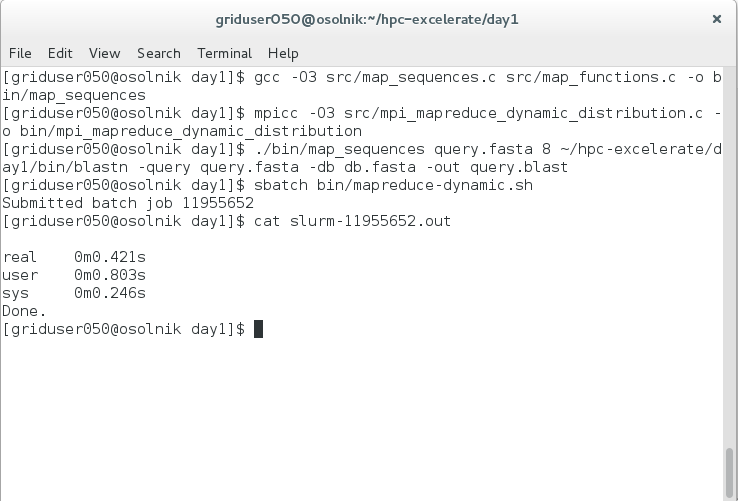 griduser050@osolnik:~/hpc-excelerate/day1
×
File Edit View Search Terminal Help
[griduser050@osolnik day1]$ gcc -O3 src/map_sequences.c src/map_functions.c -o b
in/map_sequences
[griduser050@osolnik day1]$ mpicc -O3 src/mpi_mapreduce_dynamic_distribution.c -
o bin/mpi_mapreduce_dynamic_distribution
[griduser050@osolnik day1]$ ./bin/map_sequences query.fasta 8 ~/hpc-excelerate/d
ay1/bin/blastn -query query.fasta -db db.fasta -out query.blast
[griduser050@osolnik day1]$ sbatch bin/mapreduce-dynamic.sh
Submitted batch job 11955652
[griduser050@osolnik day1]$ cat slurm-11955652.out
real 0m0.421s
user 0m0.803s
sys 0m0.246s
Done.
[griduser050@osolnik day1]$